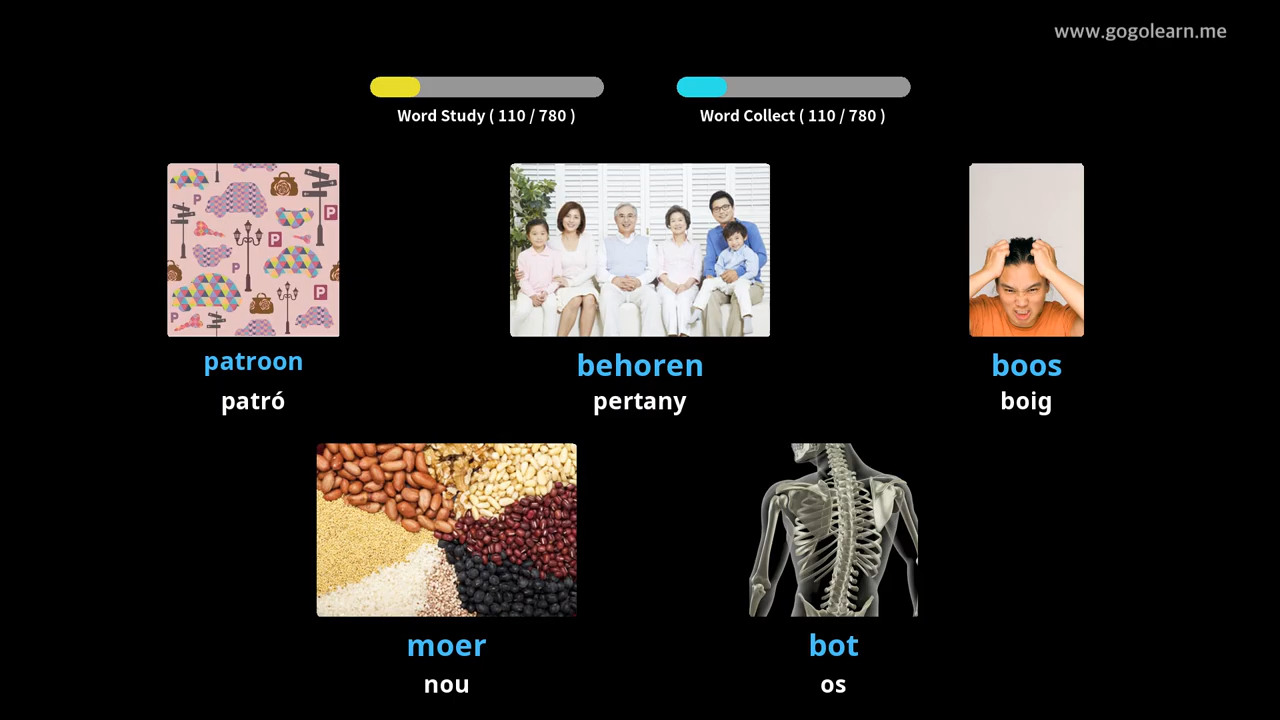 www.gogolearn.me
Word Study ( 110 / 780 )
Word Collect ( 110 / 780 )
P
P
P
P
P
P
patroon
patró
behoren
pertany
boos
boig
moer
nou
bot
os